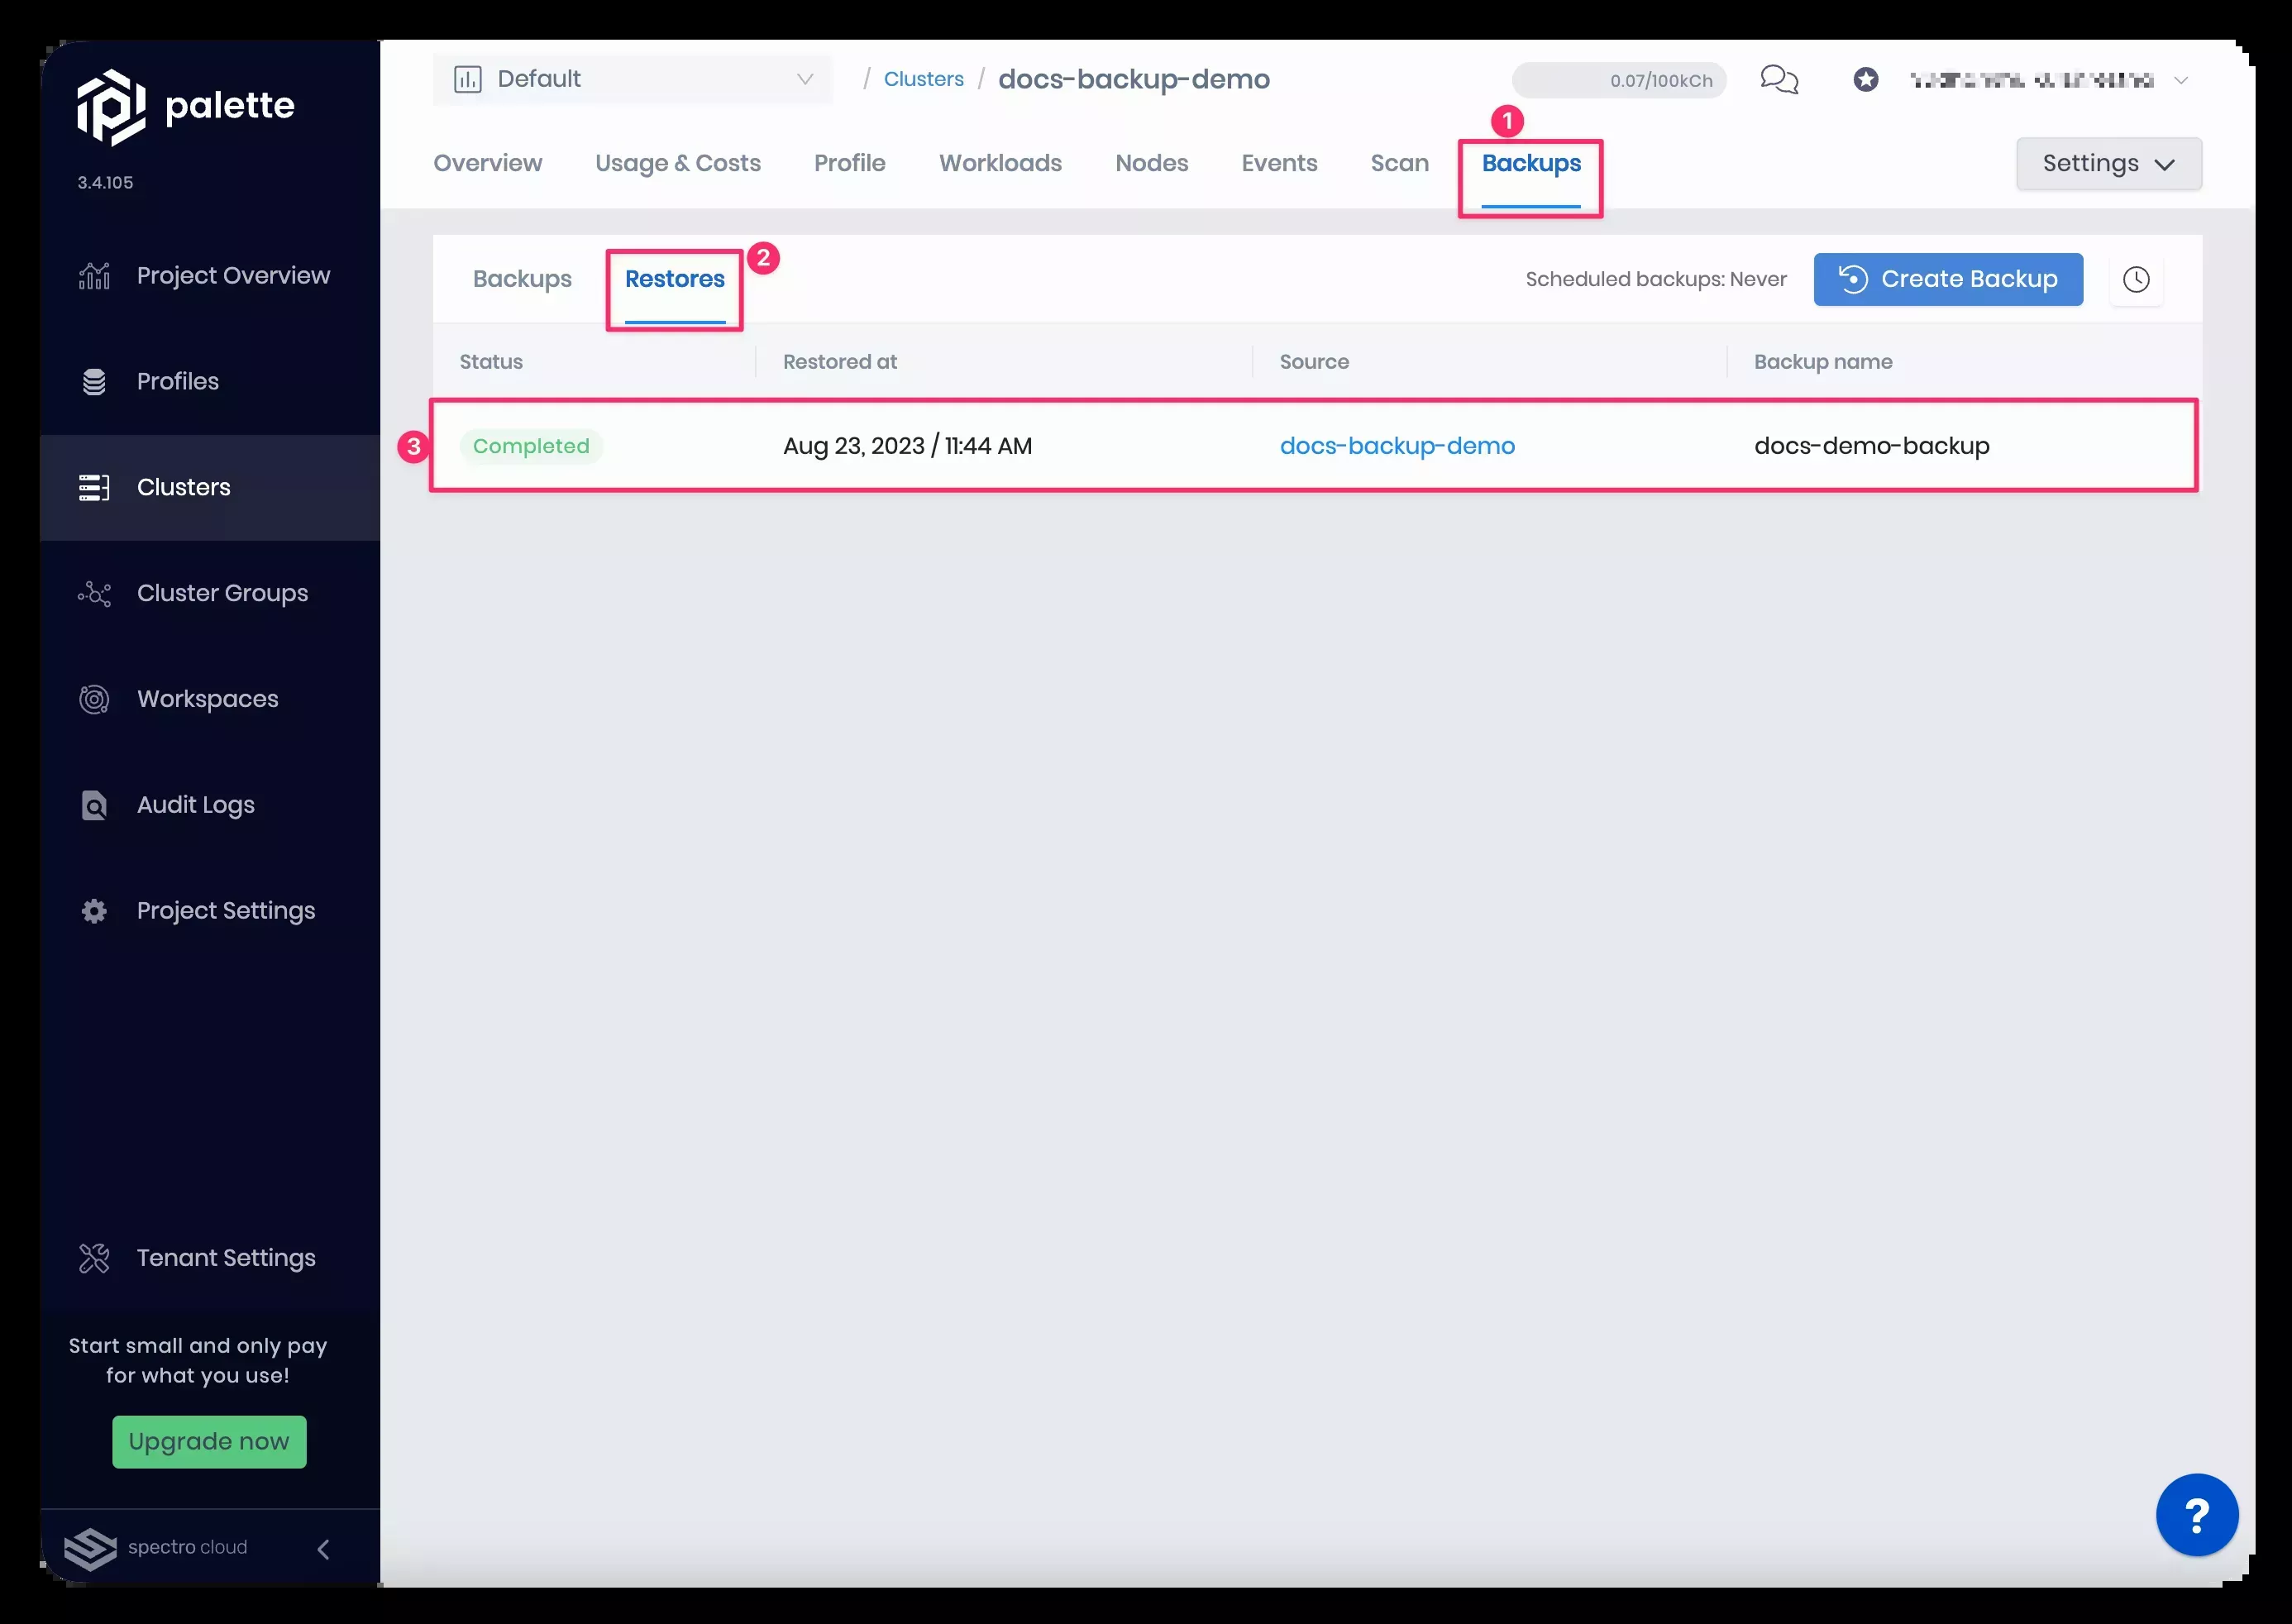 palette
3.4.105
Project Overview
Profiles
Clusters
Cluster Groups
Workspaces
Audit Logs
Project Settings
Tenant Settings
Start small and only pay
for what you use!
Upgrade now
spectro cloud
Default / Clusters / docs-backup-demo 0.07/100kCh
1
Overview Usage & Costs Profile Workloads Nodes Events Scan Backups Settings
2
Backups Restores Scheduled backups: Never Create Backup
Status Restored at Source Backup name
3 Completed Aug 23, 2023 / 11:44 AM docs-backup-demo docs-demo-backup
?